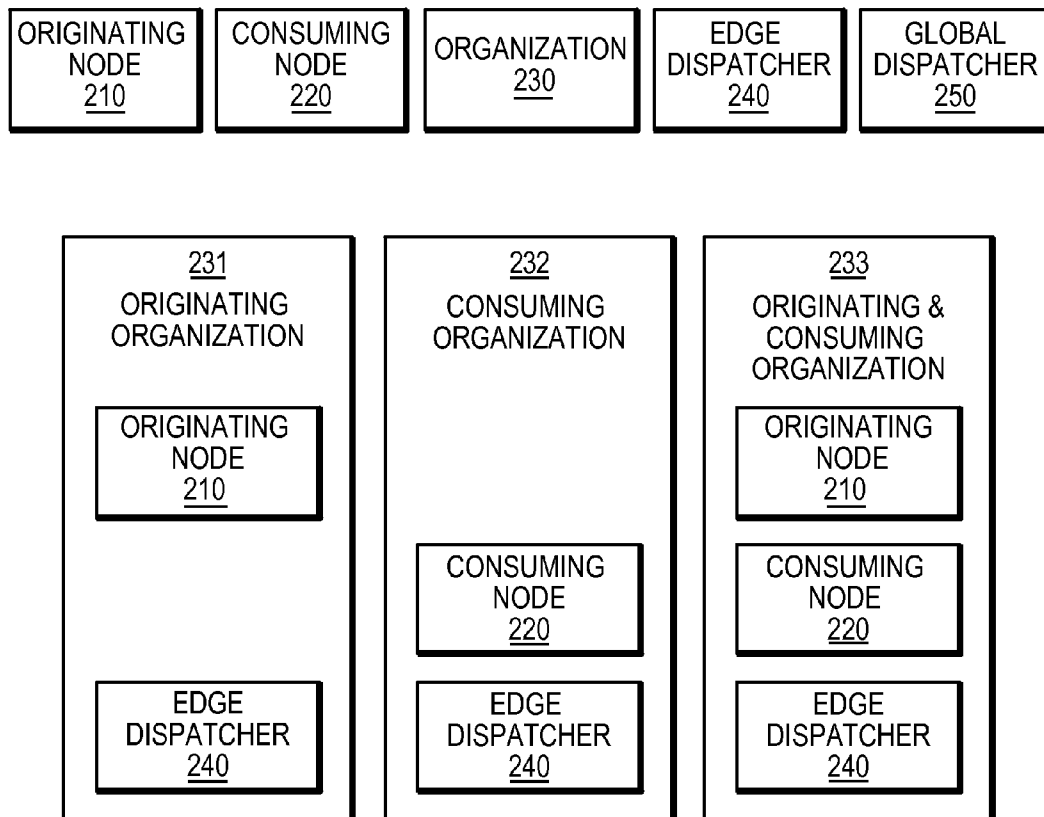 ORIGINATING
NODE
210
CONSUMING
NODE
220
ORGANIZATION
230
EDGE
DISPATCHER
240
GLOBAL
DISPATCHER
250
231
ORIGINATING
ORGANIZATION
ORIGINATING
NODE
210
EDGE
DISPATCHER
240
232
CONSUMING
ORGANIZATION
CONSUMING
NODE
220
EDGE
DISPATCHER
240
233
ORIGINATING &
CONSUMING
ORGANIZATION
ORIGINATING
NODE
210
CONSUMING
NODE
220
EDGE
DISPATCHER
240